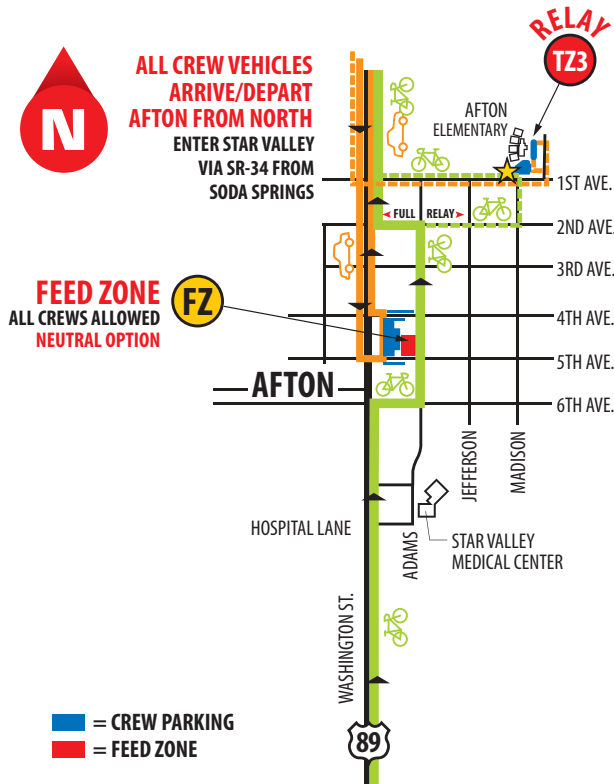 RELAY
TZ3
N
ALL CREW VEHICLES
ARRIVE/DEPART
AFTON FROM NORTH
ENTER STAR VALLEY
VIA SR-34 FROM
SODA SPRINGS
AFTON
ELEMENTARY
1ST AVE.
FULL RELAY
2ND AVE.
3RD AVE.
FEED ZONE
ALL CREWS ALLOWED
NEUTRAL OPTION
FZ
4TH AVE.
5TH AVE.
AFTON
6TH AVE.
JEFFERSON
MADISON
HOSPITAL LANE
ADAMS
STAR VALLEY
MEDICAL CENTER
WASHINGTON ST.
= CREW PARKING
= FEED ZONE
89